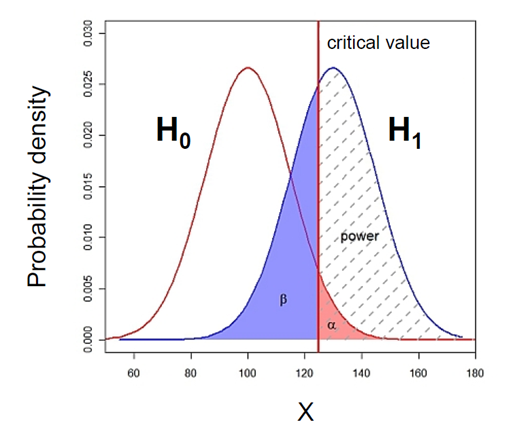 critical value
H₀
H₁
power
β
α
Probability density
0.030
0.025
0.020
0.015
0.010
0.005
0.000
60 80 100 120 140 160 180
X